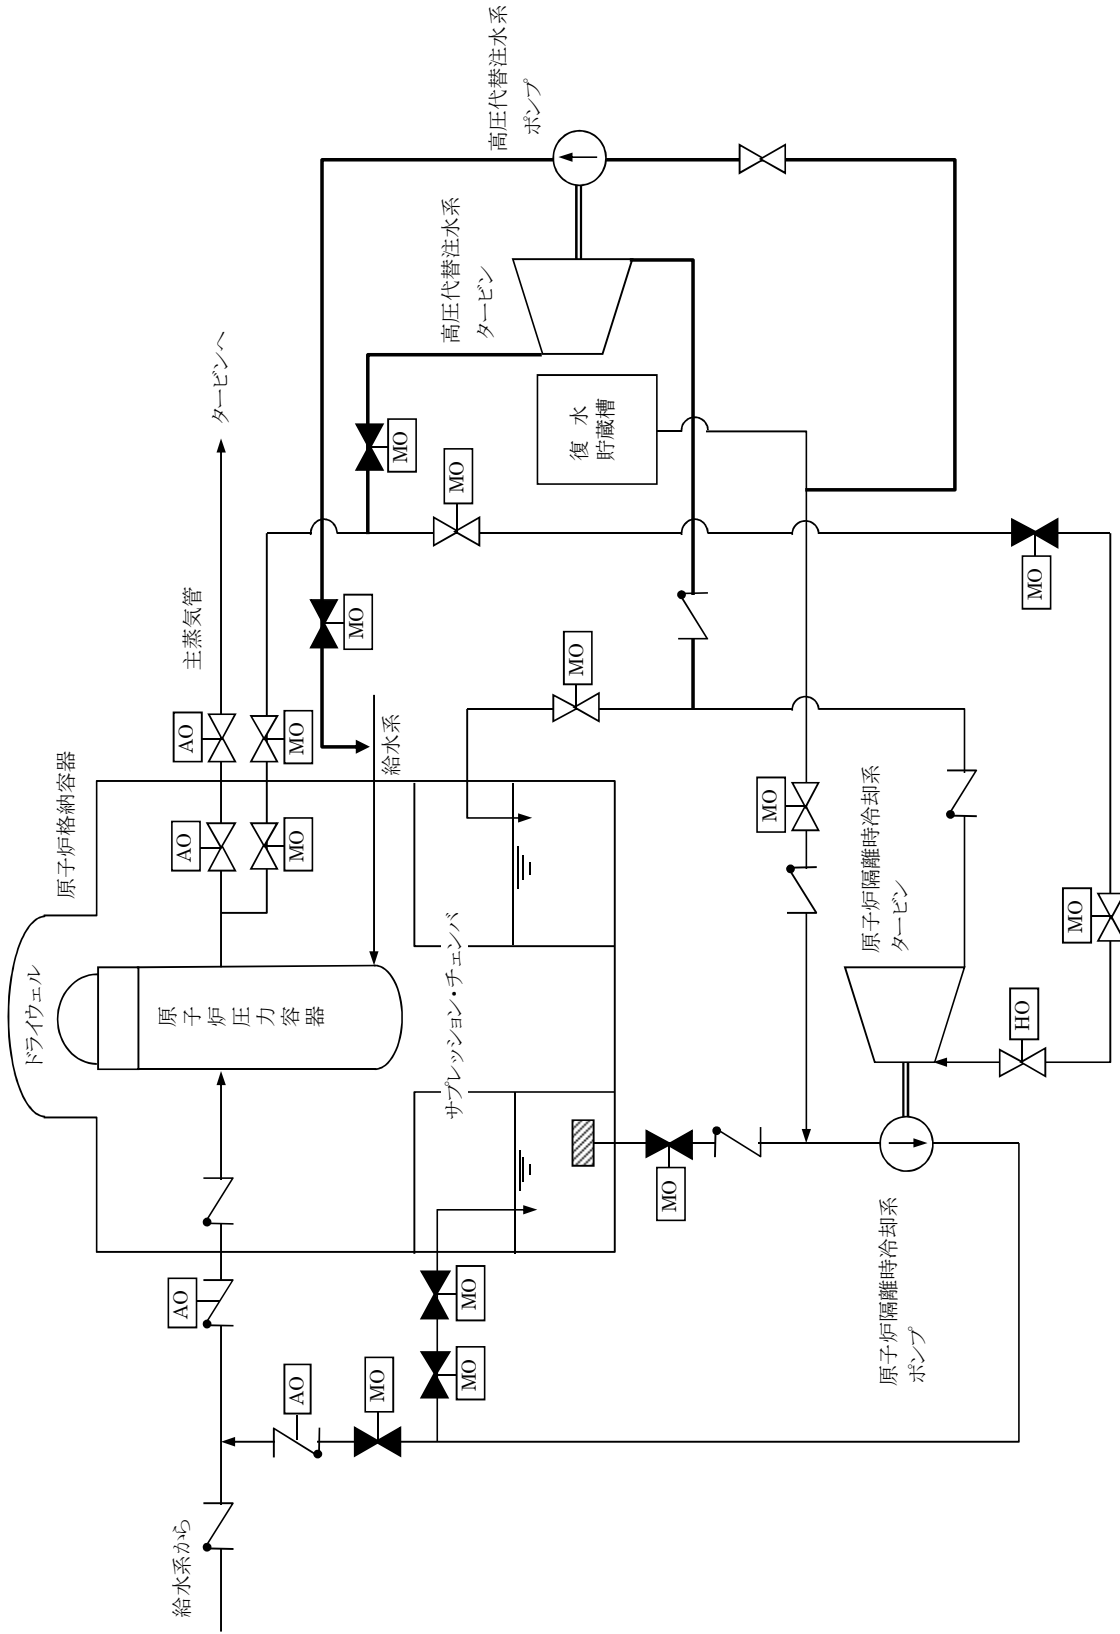 高圧代替注水系
ポンプ
高圧代替注水系
タービン
タービンへ
復水
貯蔵槽
MO
MO
主蒸気管
MO
MO
MO
AO
MO
給水系
原子炉格納容器
AO
MO
MO
原子炉隔離時冷却系
タービン
MO
ドライウェル
原子炉圧力容器
サプレッション・チェンバ
HO
MO
原子炉隔離時冷却系
ポンプ
AO
MO
MO
AO
MO
給水系から